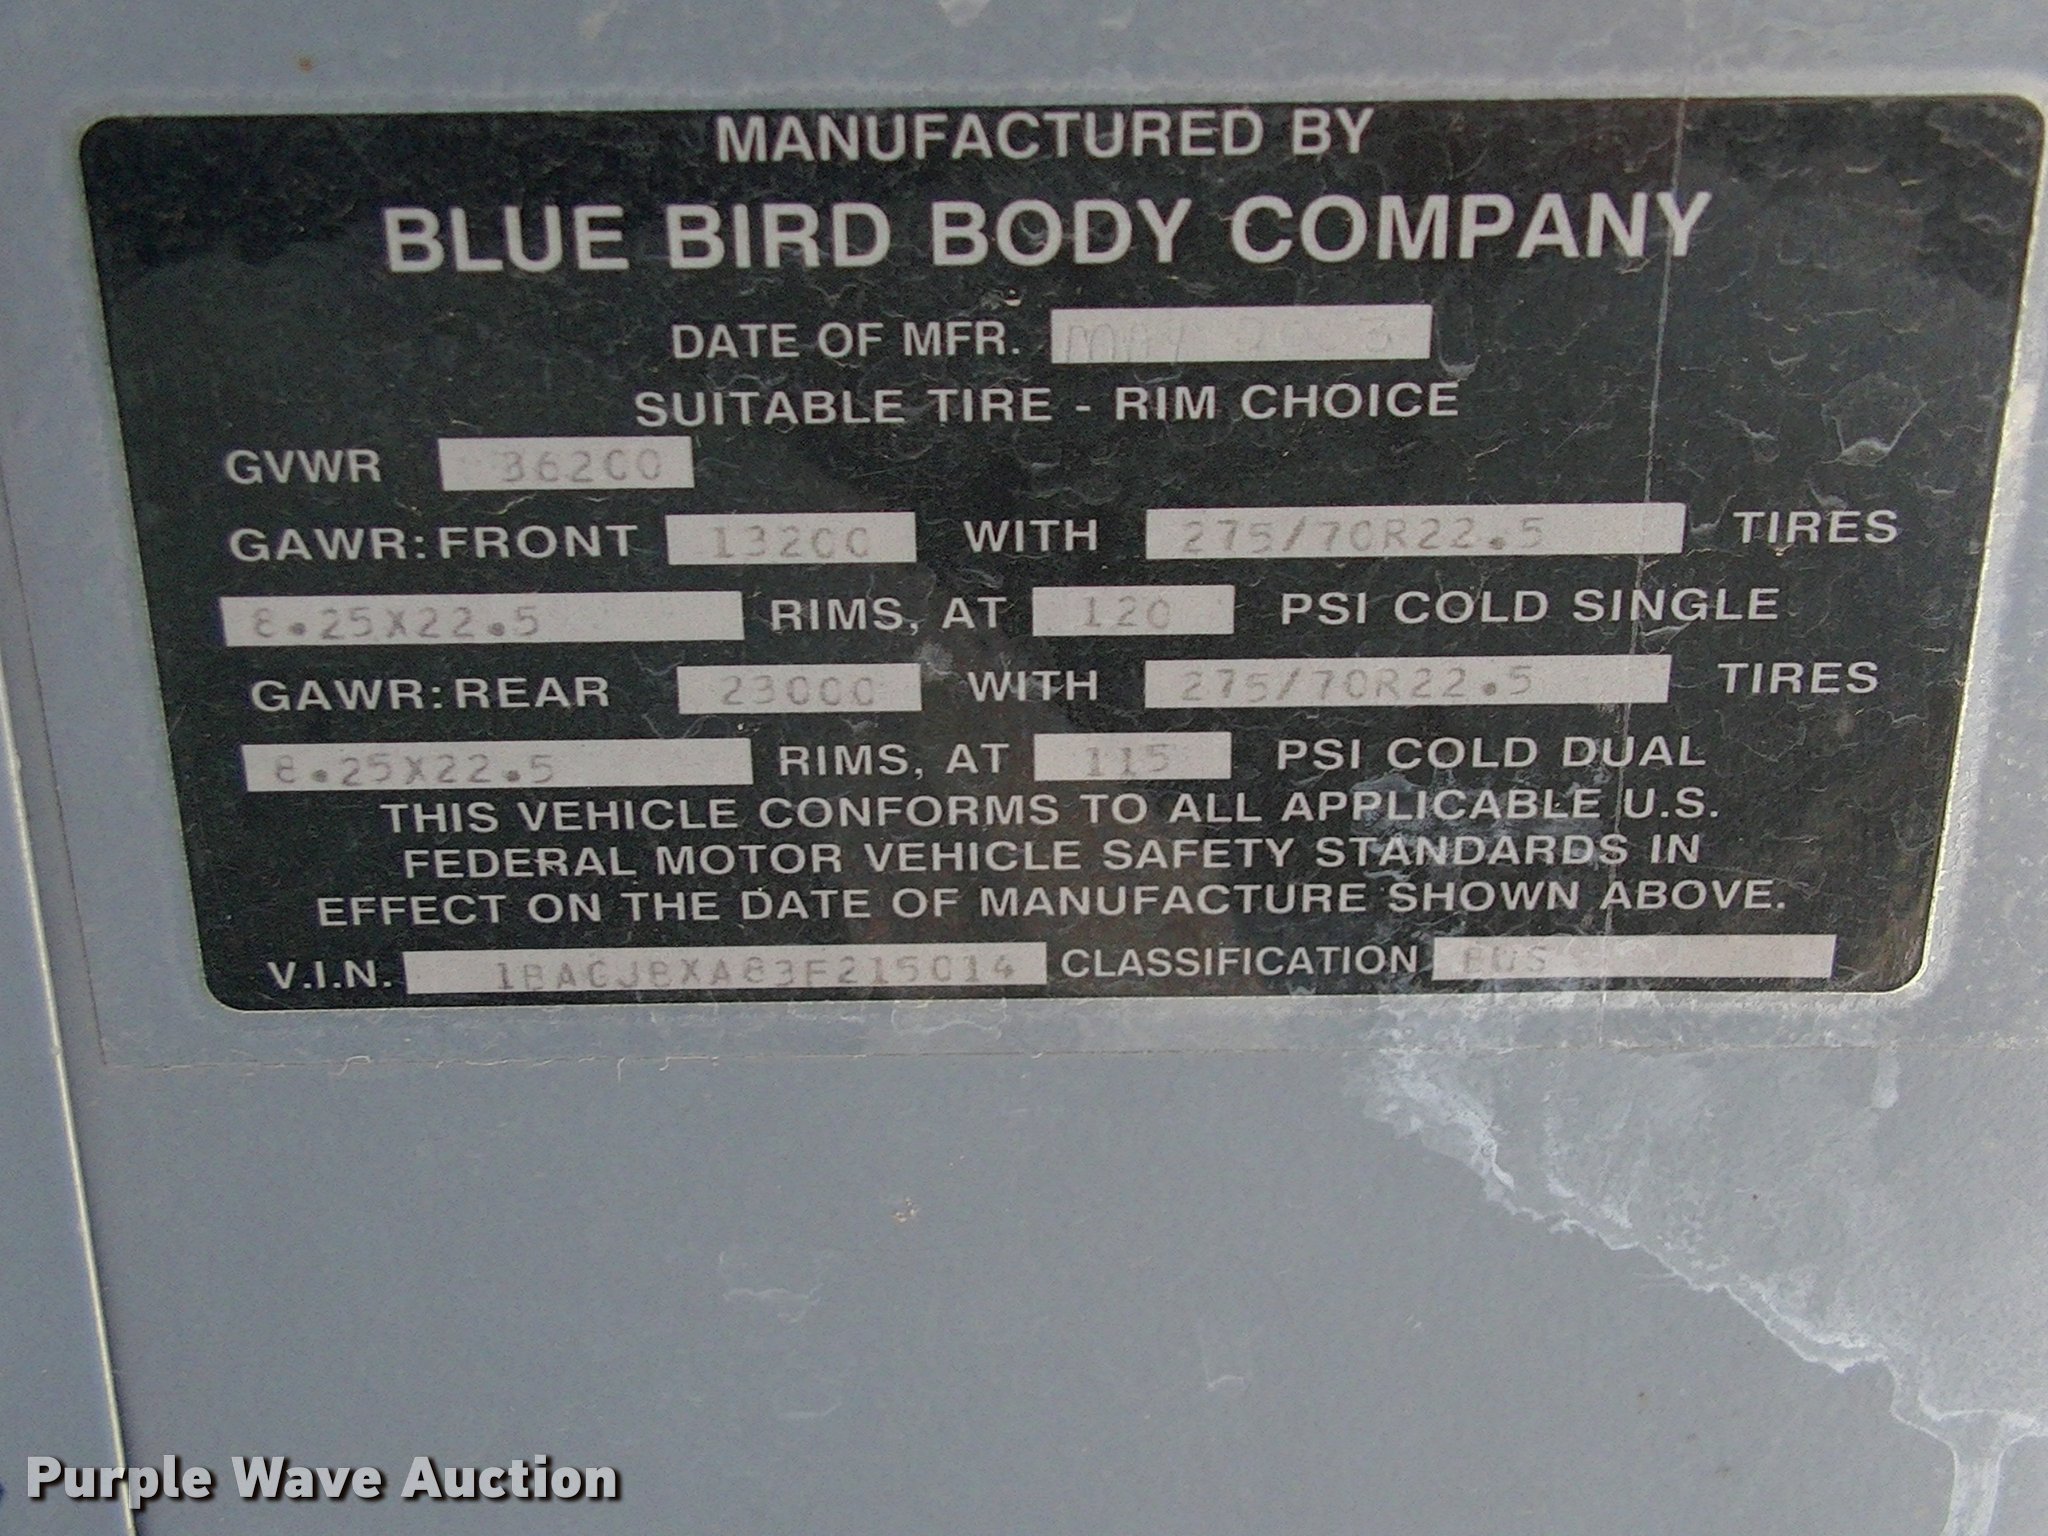 MANUFACTURED BY
BLUE BIRD BODY COMPANY
DATE OF MFR. MAY 2003
SUITABLE TIRE - RIM CHOICE
GVWR 36200
GAWR: FRONT 13200 WITH 275/70R22.5 TIRES
8.25X22.5 RIMS, AT 120 PSI COLD SINGLE
GAWR: REAR 23000 WITH 275/70R22.5 TIRES
8.25X22.5 RIMS, AT 115 PSI COLD DUAL
THIS VEHICLE CONFORMS TO ALL APPLICABLE U.S.
FEDERAL MOTOR VEHICLE SAFETY STANDARDS IN
EFFECT ON THE DATE OF MANUFACTURE SHOWN ABOVE.
V.I.N. 1BAGJBXA83F215014 CLASSIFICATION BUS
Purple Wave Auction